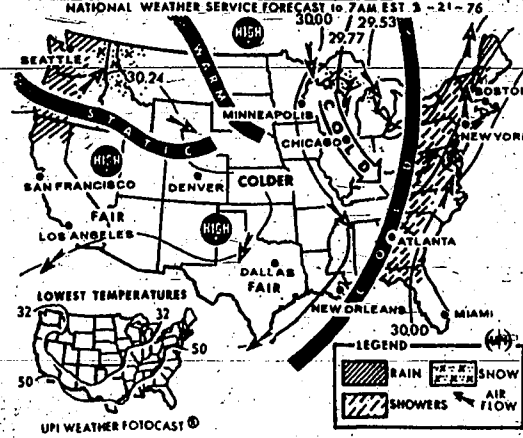 NATIONAL WEATHER SERVICE FORECAST to 7AM EST 2-21-76
30.00
29.53
HIGH
29.77
SEATTLE
WARM
30.24
BOSTON
MINNEAPOLIS
COLD
STATIC
NEW YORK
CHICAGO
HIGH
COLDER
SAN FRANCISCO
DENVER
FAIR
HIGH
COLD
LOS ANGELES
ATLANTA
DALLAS
FAIR
LOWEST TEMPERATURES
NEW ORLEANS
MIAMI
32
32
30.00
50
50
LEGEND
RAIN
SNOW
SHOWERS
AIR
FLOW
UPI WEATHER FOTOCAST ®